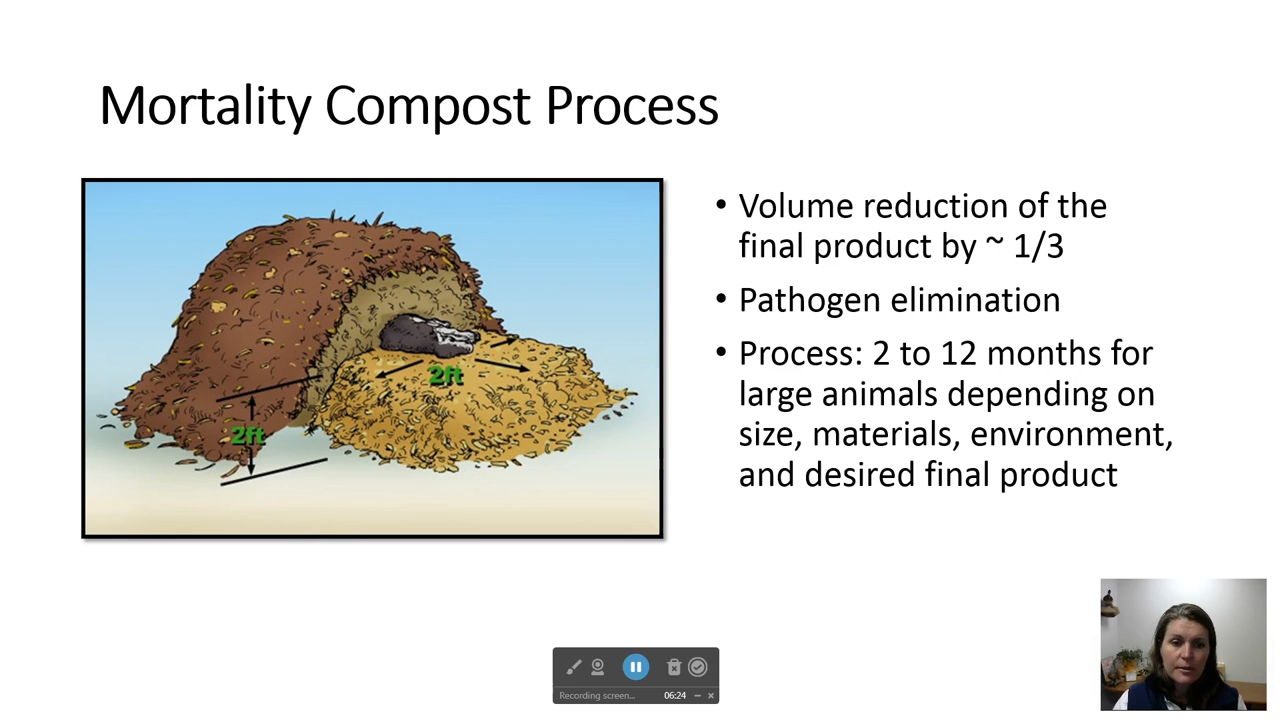 Mortality Compost Process
2ft
2ft
• Volume reduction of the
final product by ~ 1/3
• Pathogen elimination
• Process: 2 to 12 months for
large animals depending on
size, materials, environment,
and desired final product
Recording screen... 06:24